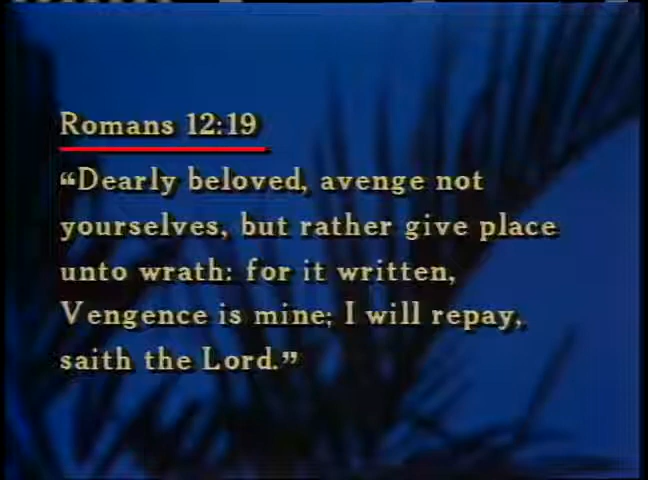 Romans 12:19
“Dearly beloved, avenge not
yourselves, but rather give place
unto wrath: for it written,
Vengence is mine; I will repay,
saith the Lord.”